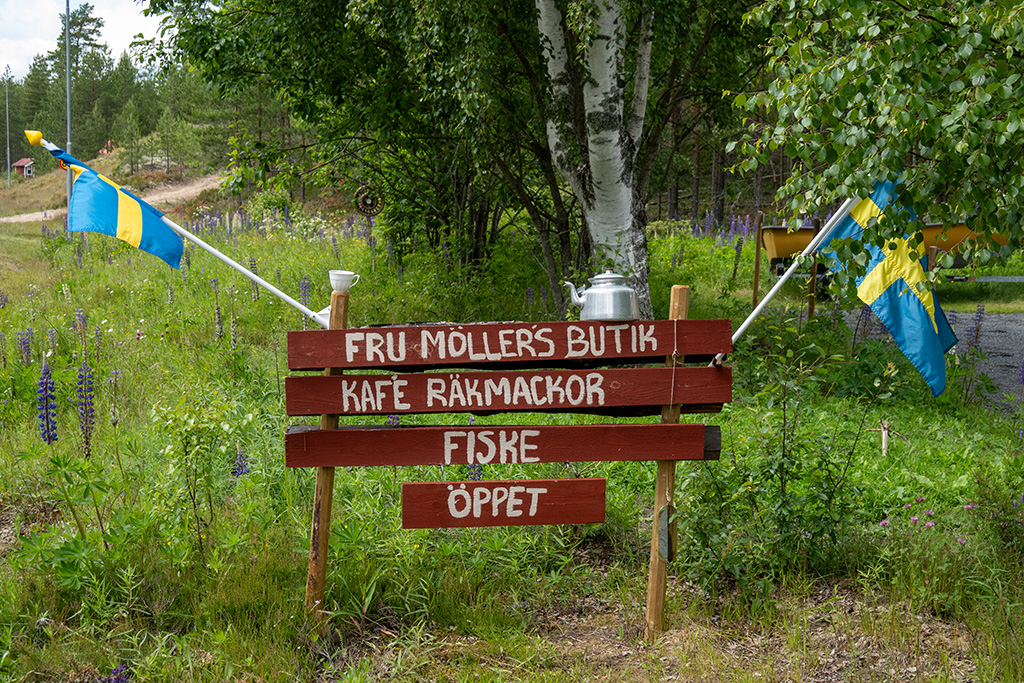 FRU MÖLLER'S BUTIK
KAFÉ RÄKMACKOR
FISKE
ÖPPET